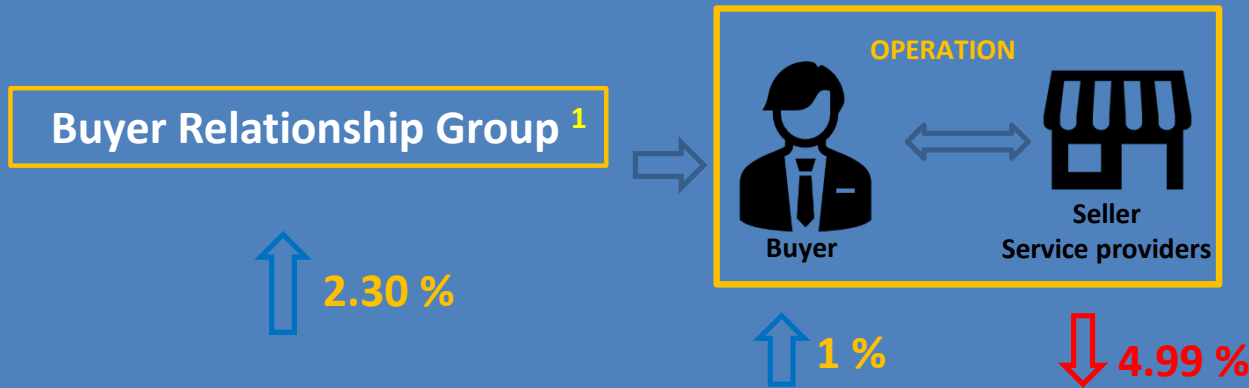 OPERATION
Buyer Relationship Group 1
Buyer
Seller
Service providers
2.30 %
1 %
4.99 %